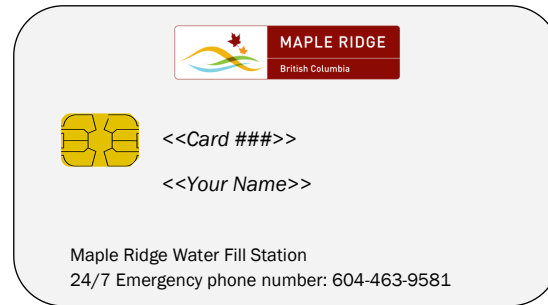 MAPLE RIDGE
British Columbia
<<Card ###>>
<<Your Name>>
Maple Ridge Water Fill Station
24/7 Emergency phone number: 604-463-9581